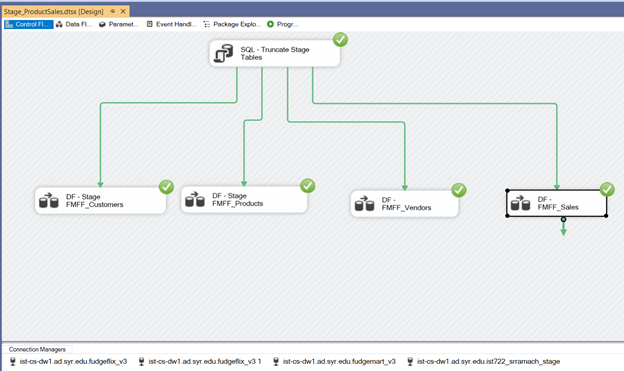 Stage_ProductSales.dtsx [Design]
Control Fl... Data Fl... Paramet... Event Handl... Package Explo... Progr...
SQL - Truncate Stage
Tables
DF - Stage
FMFF_Customers
DF - Stage
FMFF_Products
DF -
FMFF_Vendors
DF -
FMFF_Sales
Connection Managers
ist-cs-dw1.ad.syr.edu.fudgeflix_v3 ist-cs-dw1.ad.syr.edu.fudgeflix_v3 1 ist-cs-dw1.ad.syr.edu.fudgemart_v3 ist-cs-dw1.ad.syr.edu.ist722_srramach_stage